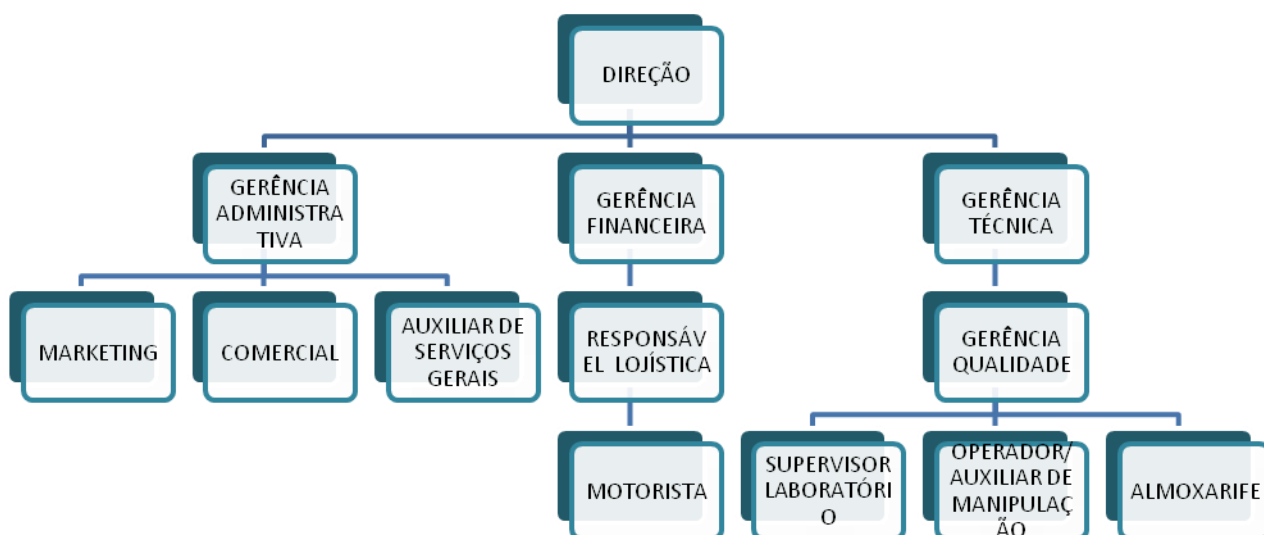 DIREÇÃO
GERÊNCIA
ADMINISTRA
TIVA
GERÊNCIA
FINANCEIRA
GERÊNCIA
TÉCNICA
MARKETING
COMERCIAL
AUXILIAR DE
SERVIÇOS
GERAIS
RESPONSÁV
EL LOJÍSTICA
GERÊNCIA
QUALIDADE
MOTORISTA
SUPERVISOR
LABORATÓRI
O
OPERADOR/
AUXILIAR DE
MANIPULAÇ
ÃO
ALMOXARIFE